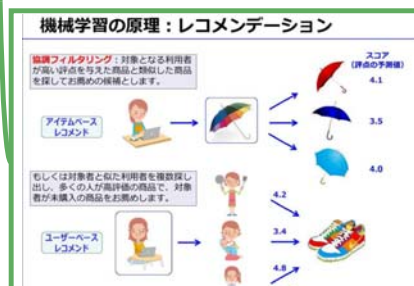 機械学習の原理：レコメンデーション
協調フィルタリング：対象となる利用者
が高い評点を与えた商品と類似した商品
を探してお薦めの候補とします。
スコア
(評点の予測値)
4.1
アイテムベース
レコメンド
3.5
4.0
もしくは対象者と似た利用者を複数探し
出し、多くの人が高評価の商品で、対象
者が未購入の商品をお薦めします。
4.2
ユーザーベース
レコメンド
3.4
4.8